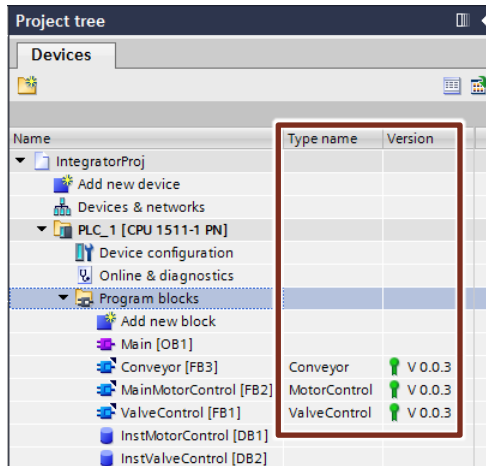 Project tree
Devices
Name Type name Version
IntegratorProj
Add new device
Devices & networks
PLC_1 [CPU 1511-1 PN]
Device configuration
Online & diagnostics
Program blocks
Add new block
Main [OB1]
Conveyor [FB3] Conveyor V 0.0.3
MainMotorControl [FB2] MotorControl V 0.0.3
ValveControl [FB1] ValveControl V 0.0.3
InstMotorControl [DB1]
InstValveControl [DB2]